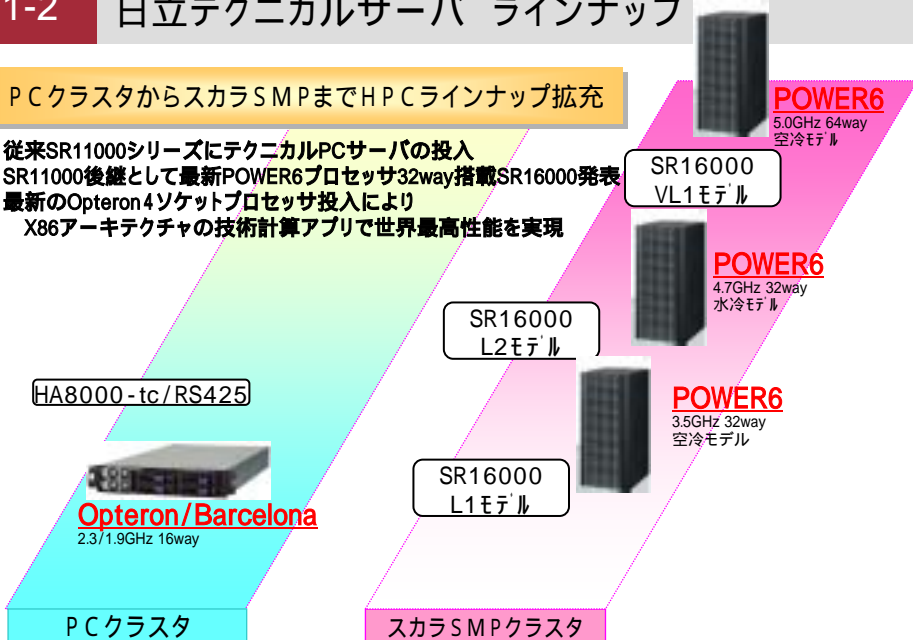 1-2 日立テクニカルサーバ ラインナップ
PCクラスタからスカラSMPまでHPCラインナップ拡充
従来SR11000シリーズにテクニカルPCサーバの投入
SR11000後継として最新POWER6プロセッサ32way搭載SR16000発表
最新のOpteron4ソケットプロセッサ投入により
X86アーキテクチャの技術計算アプリで世界最高性能を実現
POWER6
5.0GHz 64way
空冷ﾓﾃﾞﾙ
SR16000
VL1ﾓﾃﾞﾙ
POWER6
4.7GHz 32way
水冷ﾓﾃﾞﾙ
SR16000
L2ﾓﾃﾞﾙ
HA8000-tc/RS425
POWER6
3.5GHz 32way
空冷モデル
SR16000
L1ﾓﾃﾞﾙ
Opteron/Barcelona
2.3/1.9GHz 16way
PCクラスタ
スカラSMPクラスタ